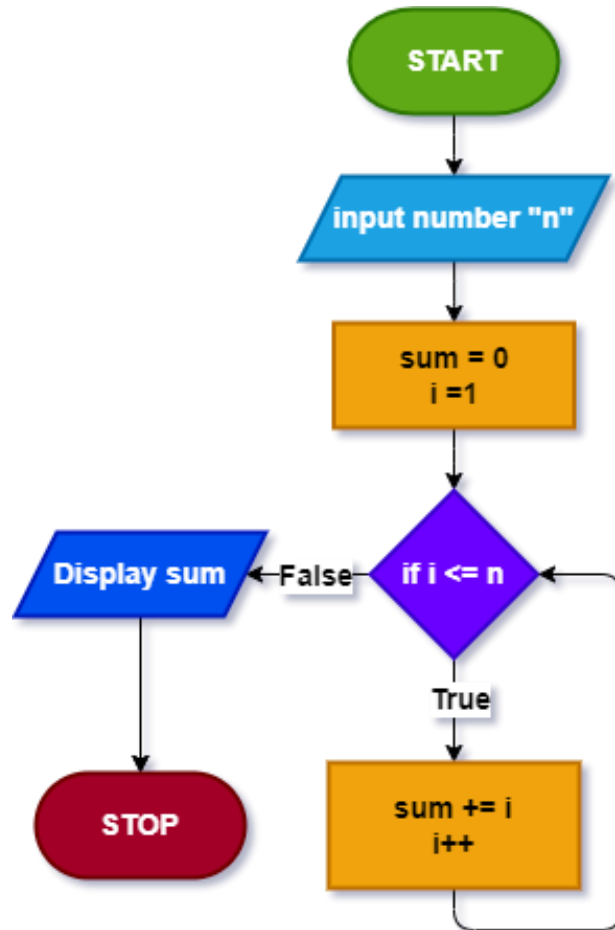 START
input number "n"
sum = 0
i =1
if i <= n
False
Display sum
True
STOP
sum += i
i++